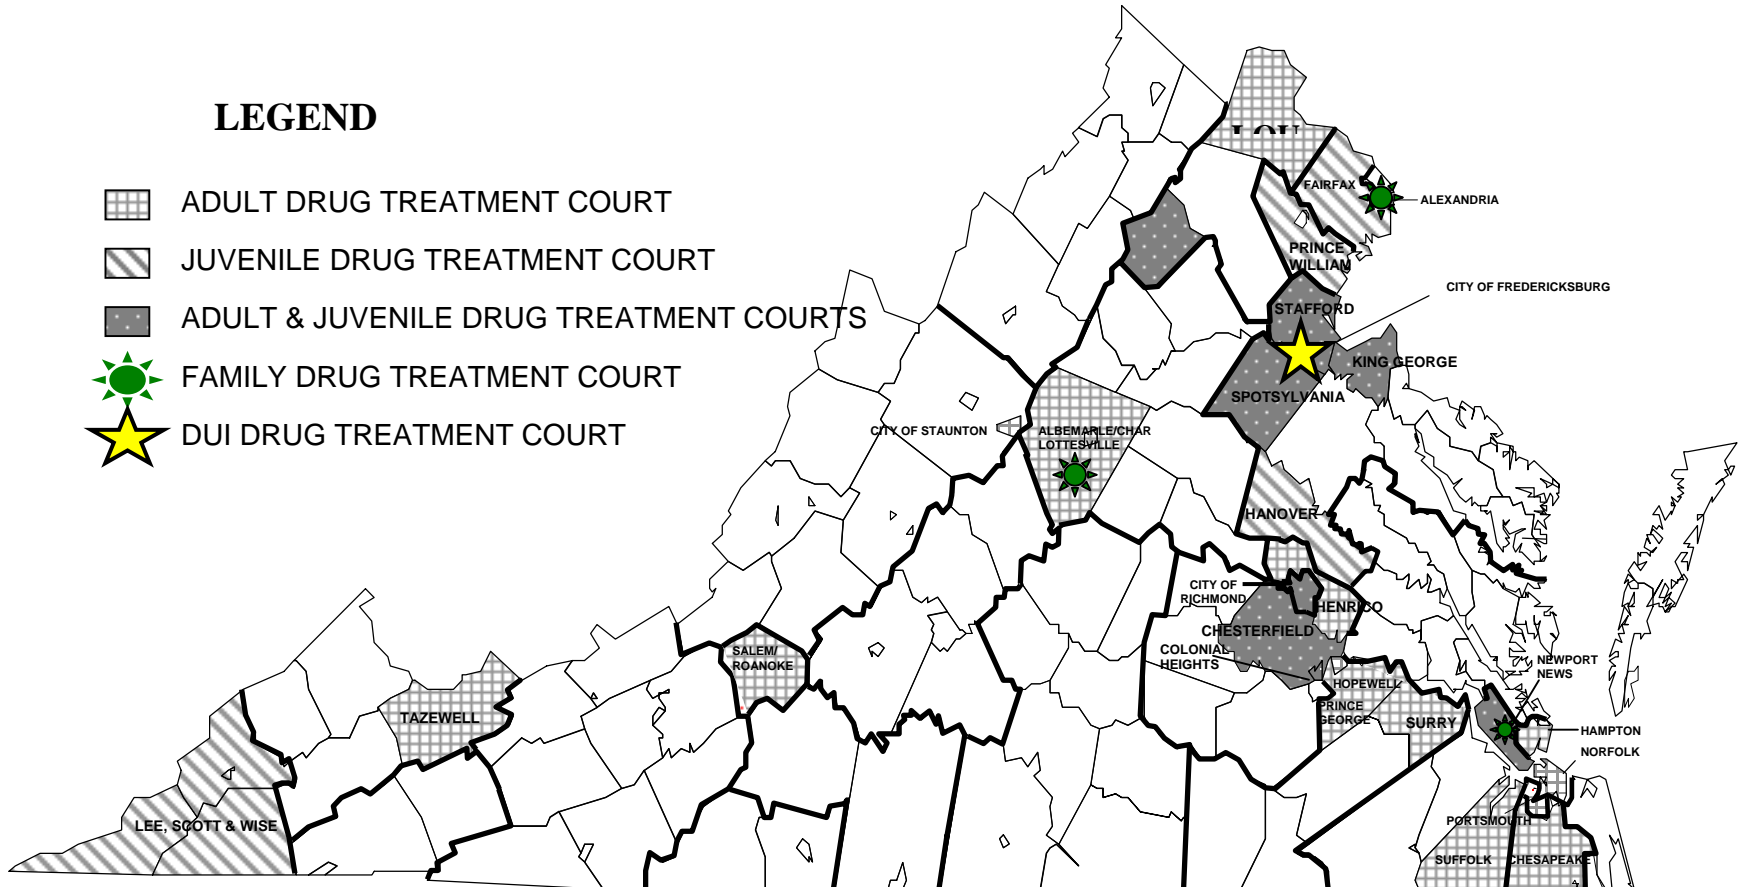 LEGEND
ADULT DRUG TREATMENT COURT
JUVENILE DRUG TREATMENT COURT
ADULT & JUVENILE DRUG TREATMENT COURTS
FAMILY DRUG TREATMENT COURT
DUI DRUG TREATMENT COURT
LOU
FAIRFAX
ALEXANDRIA
PRINCE
WILLIAM
CITY OF FREDERICKSBURG
STAFFORD
KING GEORGE
SPOTSYLVANIA
CITY OF STAUNTON
ALBEMARLE/CHAR
LOTTESVILLE
HANOVER
CITY OF
RICHMOND
HENRICO
CHESTERFIELD
COLONIAL
HEIGHTS
SALEM/
ROANOKE
NEWPORT
NEWS
HOPEWELL
PRINCE
GEORGE
SURRY
TAZEWELL
HAMPTON
NORFOLK
LEE, SCOTT & WISE
PORTSMOUTH
SUFFOLK
CHESAPEAKE